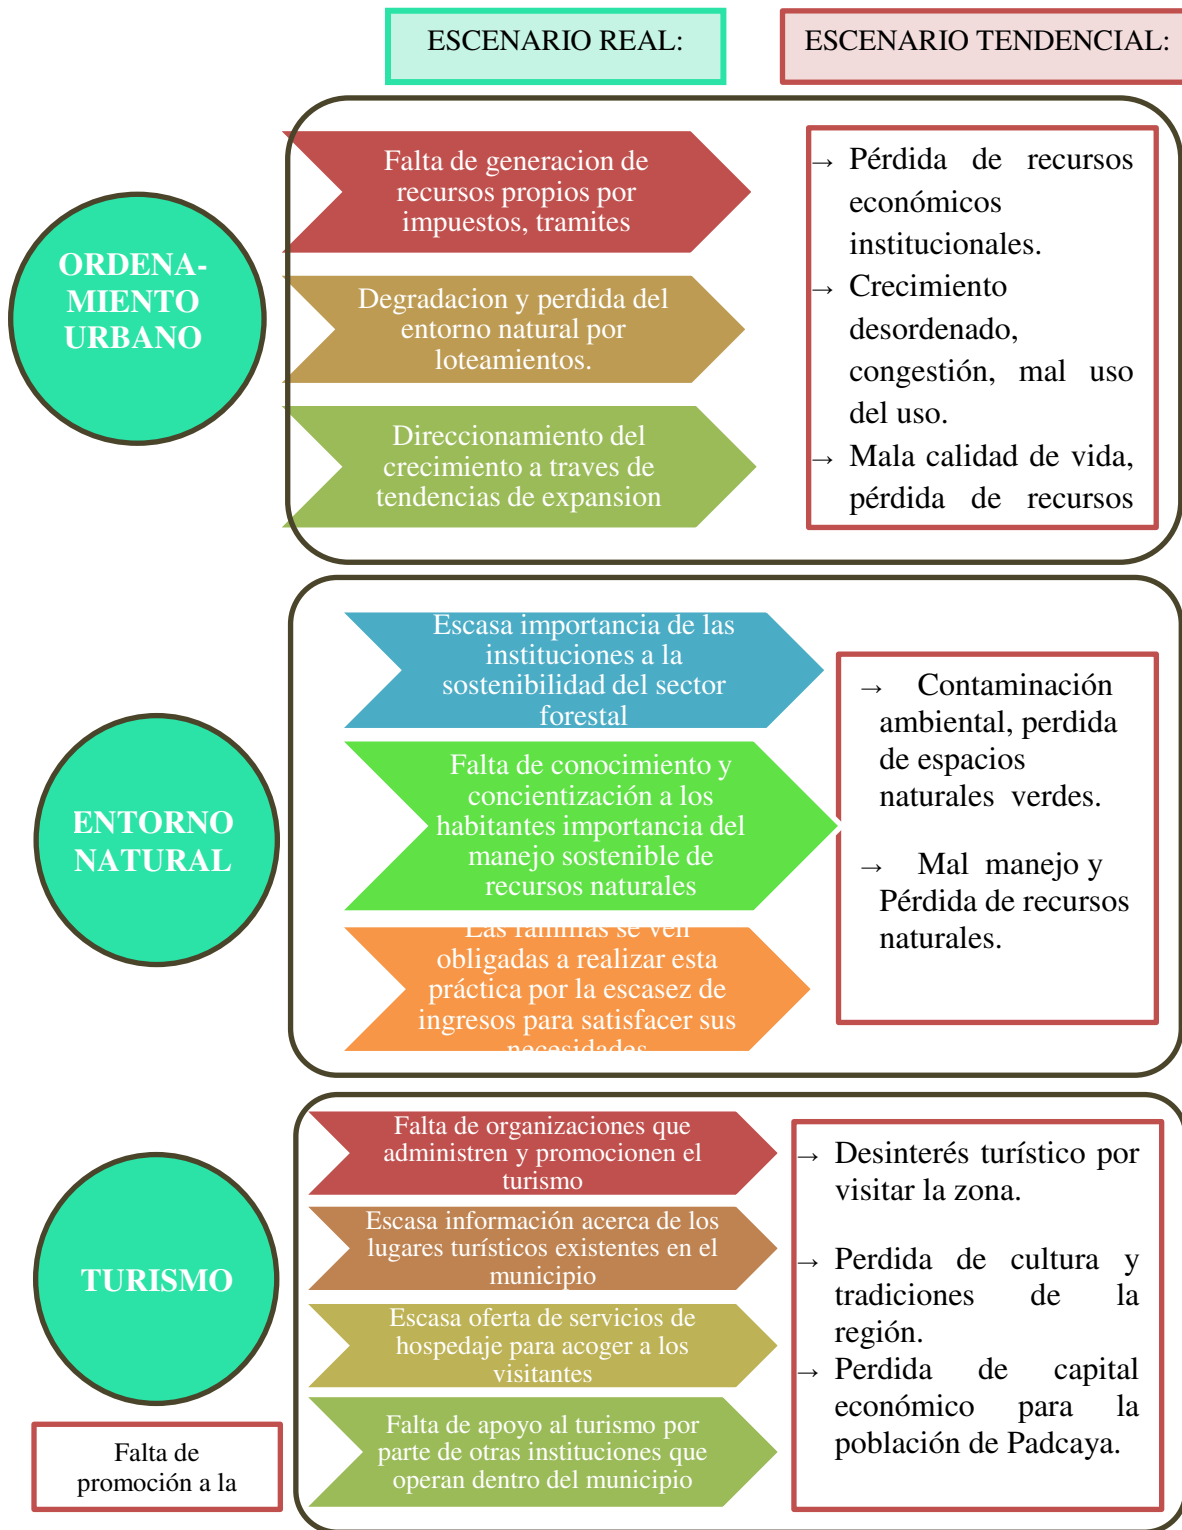 ESCENARIO REAL:
ESCENARIO TENDENCIAL:
ORDENA-
MIENTO
URBANO
Falta de generacion de
recursos propios por
impuestos, tramites
Degradacion y perdida del
entorno natural por
loteamientos.
Direccionamiento del
crecimiento a traves de
tendencias de expansion
→ Pérdida de recursos
económicos
institucionales.
→ Crecimiento
desordenado,
congestión, mal uso
del uso.
→ Mala calidad de vida,
pérdida de recursos
ENTORNO
NATURAL
Escasa importancia de las
instituciones a la
sostenibilidad del sector
forestal
Falta de conocimiento y
concientización a los
habitantes importancia del
manejo sostenible de
recursos naturales
Las familias se ven
obligadas a realizar esta
práctica por la escasez de
ingresos para satisfacer sus
necesidades
→ Contaminación
ambiental, perdida
de espacios
naturales verdes.
→ Mal manejo y
Pérdida de recursos
naturales.
TURISMO
Falta de organizaciones que
administren y promocionen el
turismo
Escasa información acerca de los
lugares turísticos existentes en el
municipio
Escasa oferta de servicios de
hospedaje para acoger a los
visitantes
Falta de apoyo al turismo por
parte de otras instituciones que
operan dentro del municipio
→ Desinterés turístico por
visitar la zona.
→ Perdida de cultura y
tradiciones de la
región.
→ Perdida de capital
económico para la
población de Padcaya.
Falta de
promoción a la